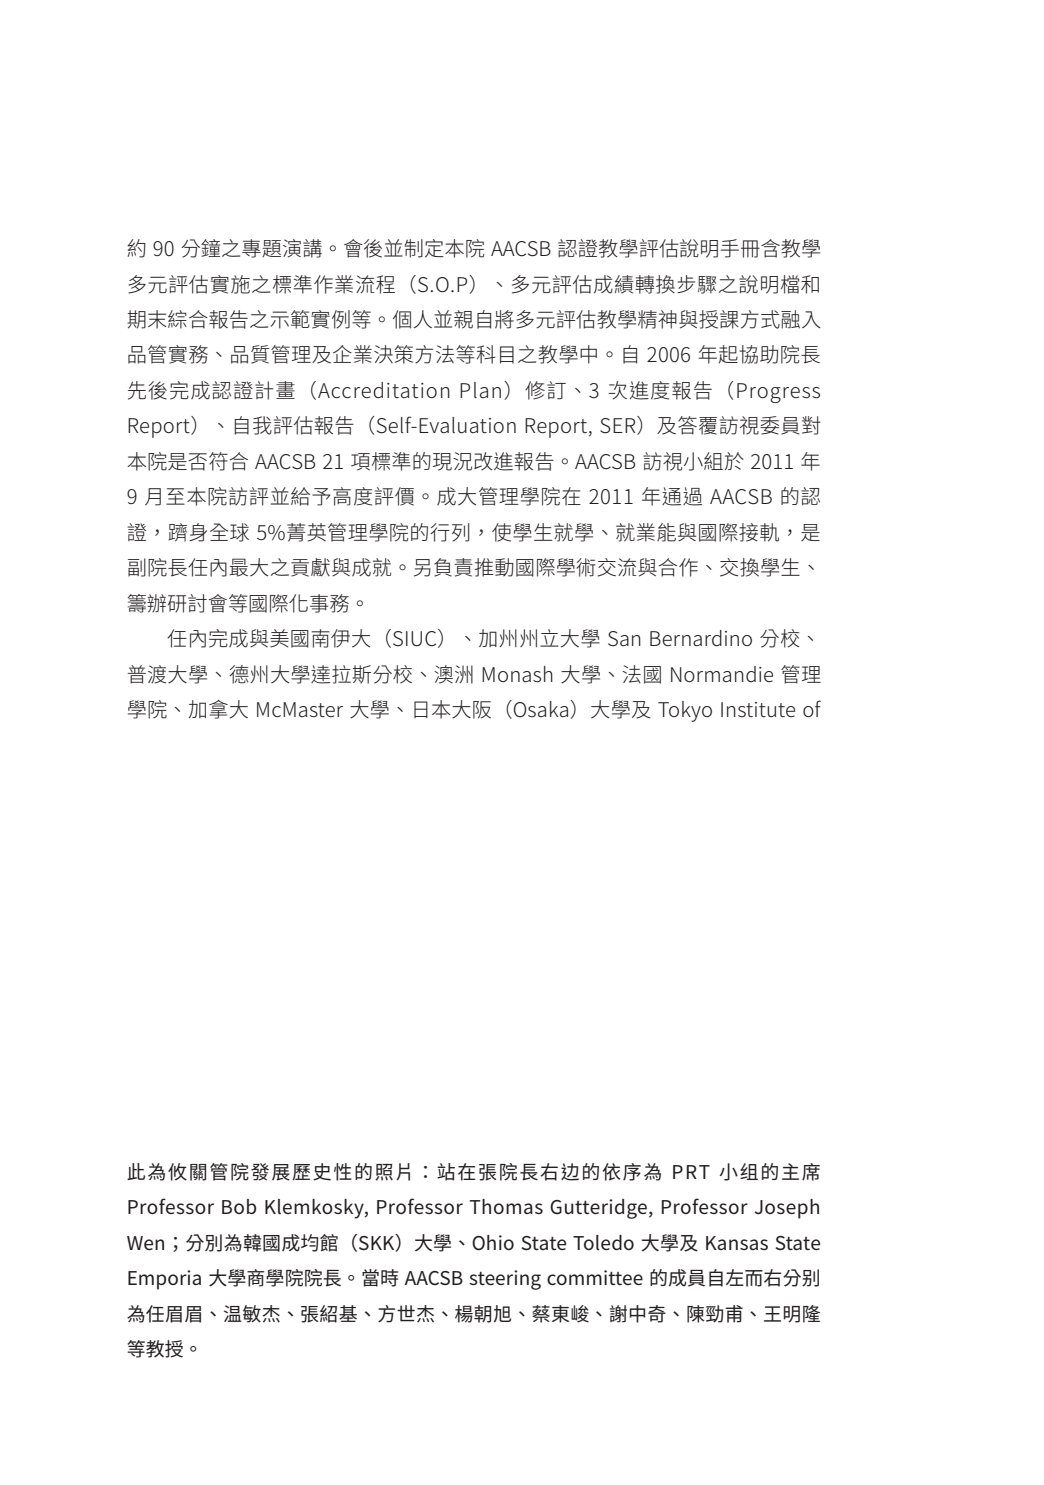 約 90 分鐘之專題演講。會後並制定本院 AACSB 認證教學評估說明手冊含教學
多元評估實施之標準作業流程（S.O.P）、多元評估成績轉換步驟之說明檔和
期末綜合報告之示範實例等。個人並親自將多元評估教學精神與授課方式融入
品管實務、品質管理及企業決策方法等科目之教學中。自 2006 年起協助院長
先後完成認證計畫（Accreditation Plan）修訂、3 次進度報告（Progress
Report）、自我評估報告（Self-Evaluation Report, SER）及答覆訪視委員對
本院是否符合 AACSB 21 項標準的現況改進報告。AACSB 訪視小組於 2011 年
9 月至本院訪評並給予高度評價。成大管理學院在 2011 年通過 AACSB 的認
證，躋身全球 5%菁英管理學院的行列，使學生就學、就業能與國際接軌，是
副院長任內最大之貢獻與成就。另負責推動國際學術交流與合作、交換學生、
籌辦研討會等國際化事務。
任內完成與美國南伊大（SIUC）、加州州立大學 San Bernardino 分校、
普渡大學、德州大學達拉斯分校、澳洲 Monash 大學、法國 Normandie 管理
學院、加拿大 McMaster 大學、日本大阪（Osaka）大學及 Tokyo Institute of
此為攸關管院發展歷史性的照片：站在張院長右边的依序為 PRT 小组的主席
Professor Bob Klemkosky, Professor Thomas Gutteridge, Professor Joseph
Wen；分別為韓國成均館（SKK）大學、Ohio State Toledo 大學及 Kansas State
Emporia 大學商學院院長。當時 AACSB steering committee 的成員自左而右分别
為任眉眉、温敏杰、張紹基、方世杰、楊朝旭、蔡東峻、謝中奇、陳勁甫、王明隆
等教授。